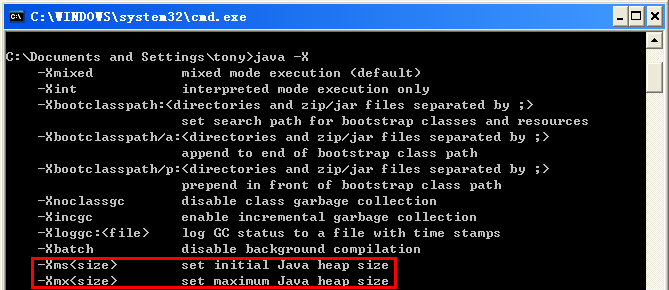 C:\WINDOWS\system32\cmd.exe
C:\Documents and Settings\tony>java -X
-Xmixed mixed mode execution (default)
-Xint interpreted mode execution only
-Xbootclasspath:<directories and zip/jar files separated by ;>
set search path for bootstrap classes and resources
-Xbootclasspath/a:<directories and zip/jar files separated by ;>
append to end of bootstrap class path
-Xbootclasspath/p:<directories and zip/jar files separated by ;>
prepend in front of bootstrap class path
-Xnoclassgc disable class garbage collection
-Xincgc enable incremental garbage collection
-Xloggc:<file> log GC status to a file with time stamps
-Xbatch disable background compilation
-Xms<size> set initial Java heap size
-Xmx<size> set maximum Java heap size